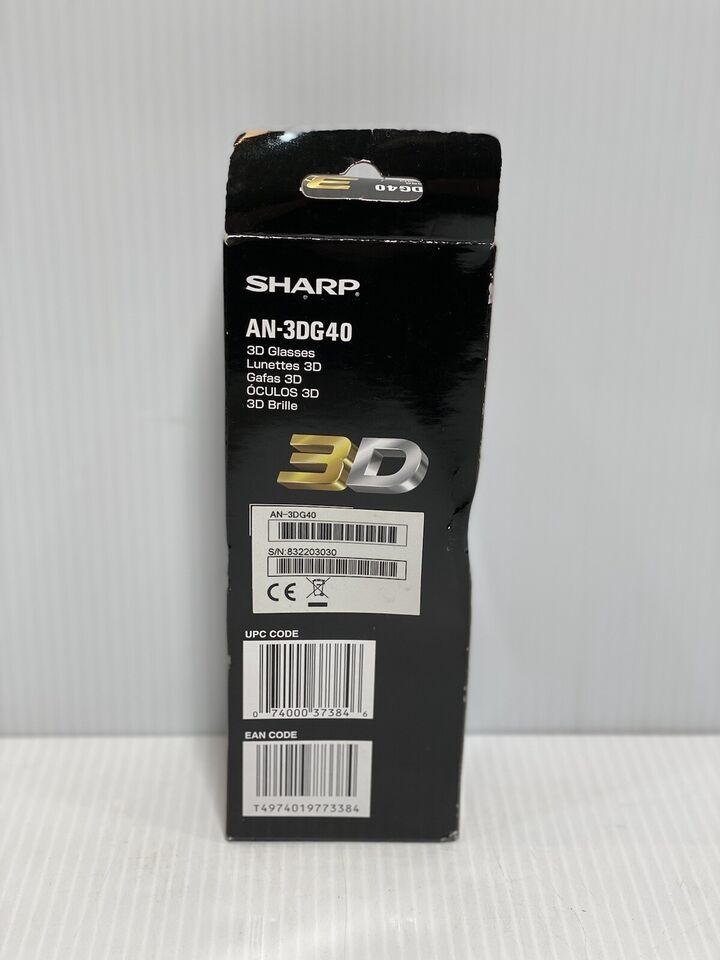 3 DG40
SHARP®
AN-3DG40
3D Glasses
Lunettes 3D
Gafas 3D
ÓCULOS 3D
3D Brille
3D
AN-3DG40
S/N:832203030
CE
UPC CODE
0 74000 37384 6
EAN CODE
T4974019773384